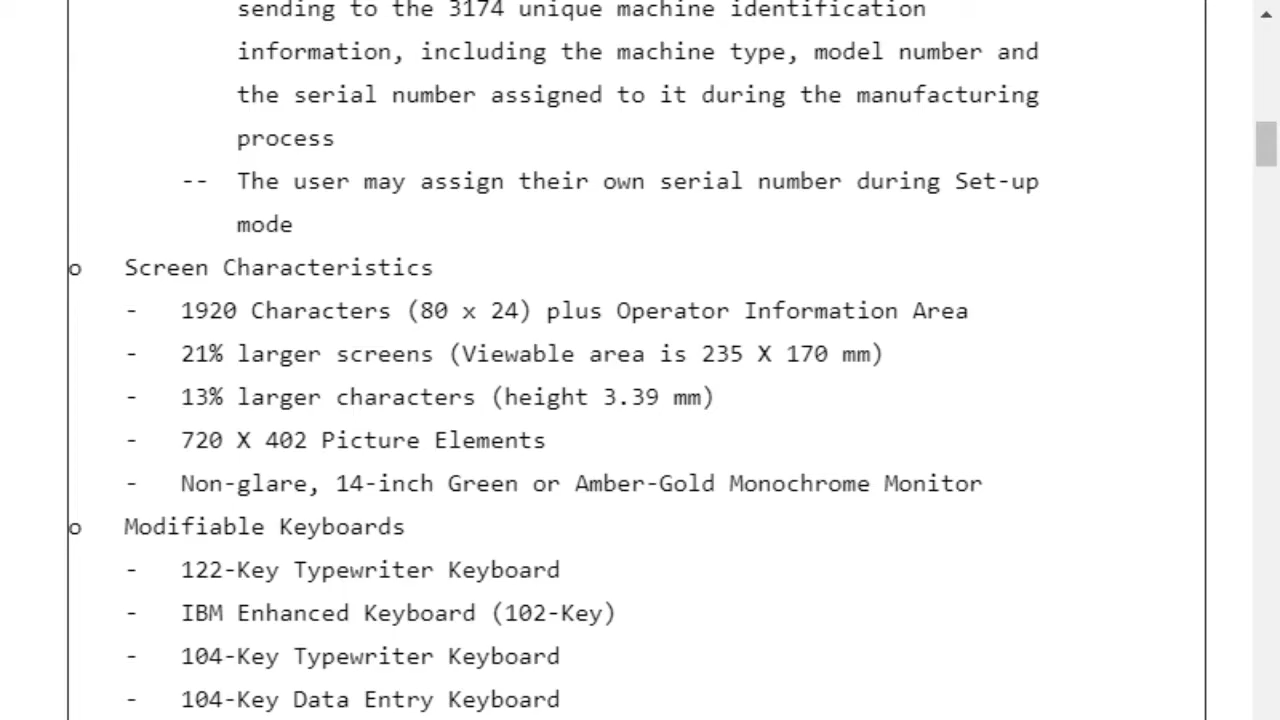 sending to the 3174 unique machine identification
information, including the machine type, model number and
the serial number assigned to it during the manufacturing
process
-- The user may assign their own serial number during Set-up
mode
o Screen Characteristics
- 1920 Characters (80 x 24) plus Operator Information Area
- 21% larger screens (Viewable area is 235 X 170 mm)
- 13% larger characters (height 3.39 mm)
- 720 X 402 Picture Elements
- Non-glare, 14-inch Green or Amber-Gold Monochrome Monitor
o Modifiable Keyboards
- 122-Key Typewriter Keyboard
- IBM Enhanced Keyboard (102-Key)
- 104-Key Typewriter Keyboard
- 104-Key Data Entry Keyboard